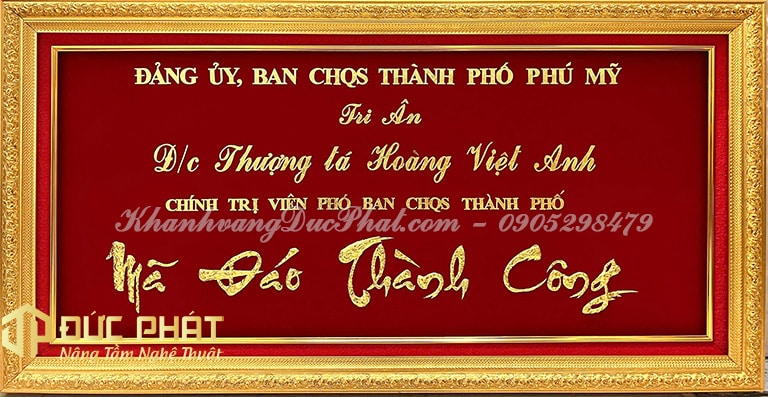 ĐẢNG ỦY, BAN CHQS THÀNH PHỐ PHÚ MỸ
Tri Ân
Đ/c Thượng tá Hoàng Việt Anh
CHÍNH TRỊ VIÊN PHÓ BAN CHQS THÀNH PHỐ
KhanhvangDucPhat.com - 0905298479
Mã Đáo Thành Công
ĐỨC PHÁT
Nâng Tầm Nghệ Thuật